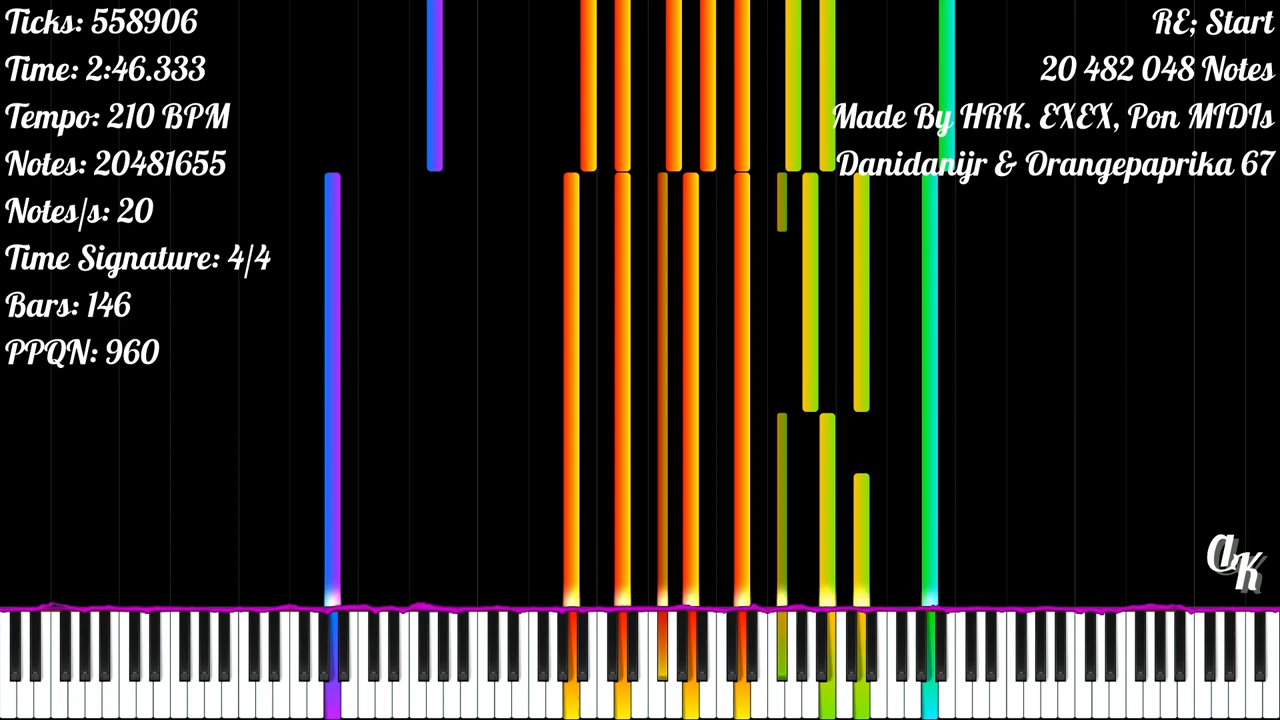 Ticks: 558906
Time: 2:46.333
Tempo: 210 BPM
Notes: 20481655
Notes/s: 20
Time Signature: 4/4
Bars: 146
PPQN: 960
RE; Start
20 482 048 Notes
Made By HRK. EXEX, Pon MIDIs
Danidanijr & Orangepaprika 67
aK